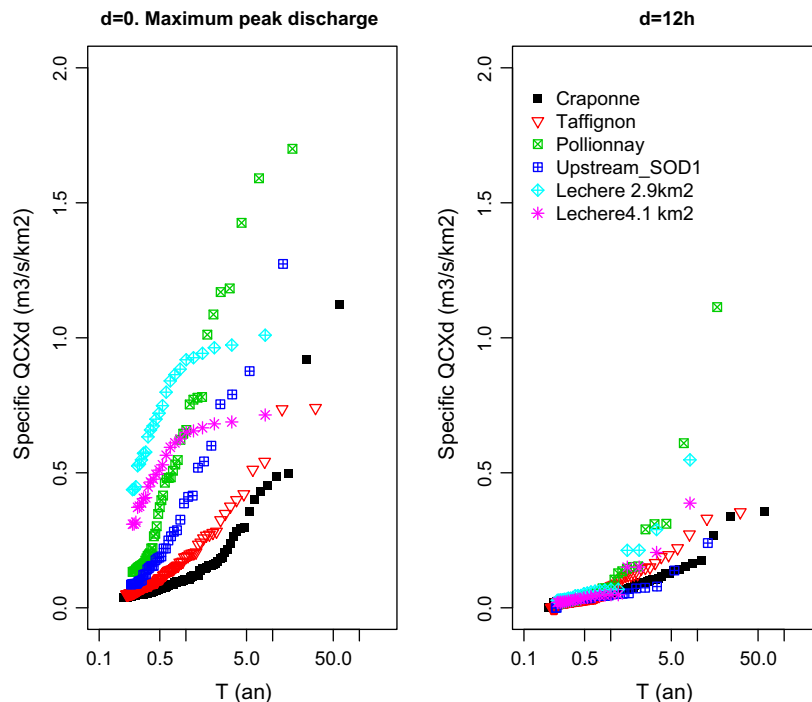 d=0. Maximum peak discharge
d=12h
Specific QCXd (m3/s/km2)
2.0
1.5
1.0
0.5
0.0
0.1 0.5 5.0 50.0
T (an)
Specific QCXd (m3/s/km2)
2.0
1.5
1.0
0.5
0.0
Craponne
Taffignon
Pollionnay
Upstream_SOD1
Lechere 2.9km2
Lechere4.1 km2
0.1 0.5 5.0 50.0
T (an)